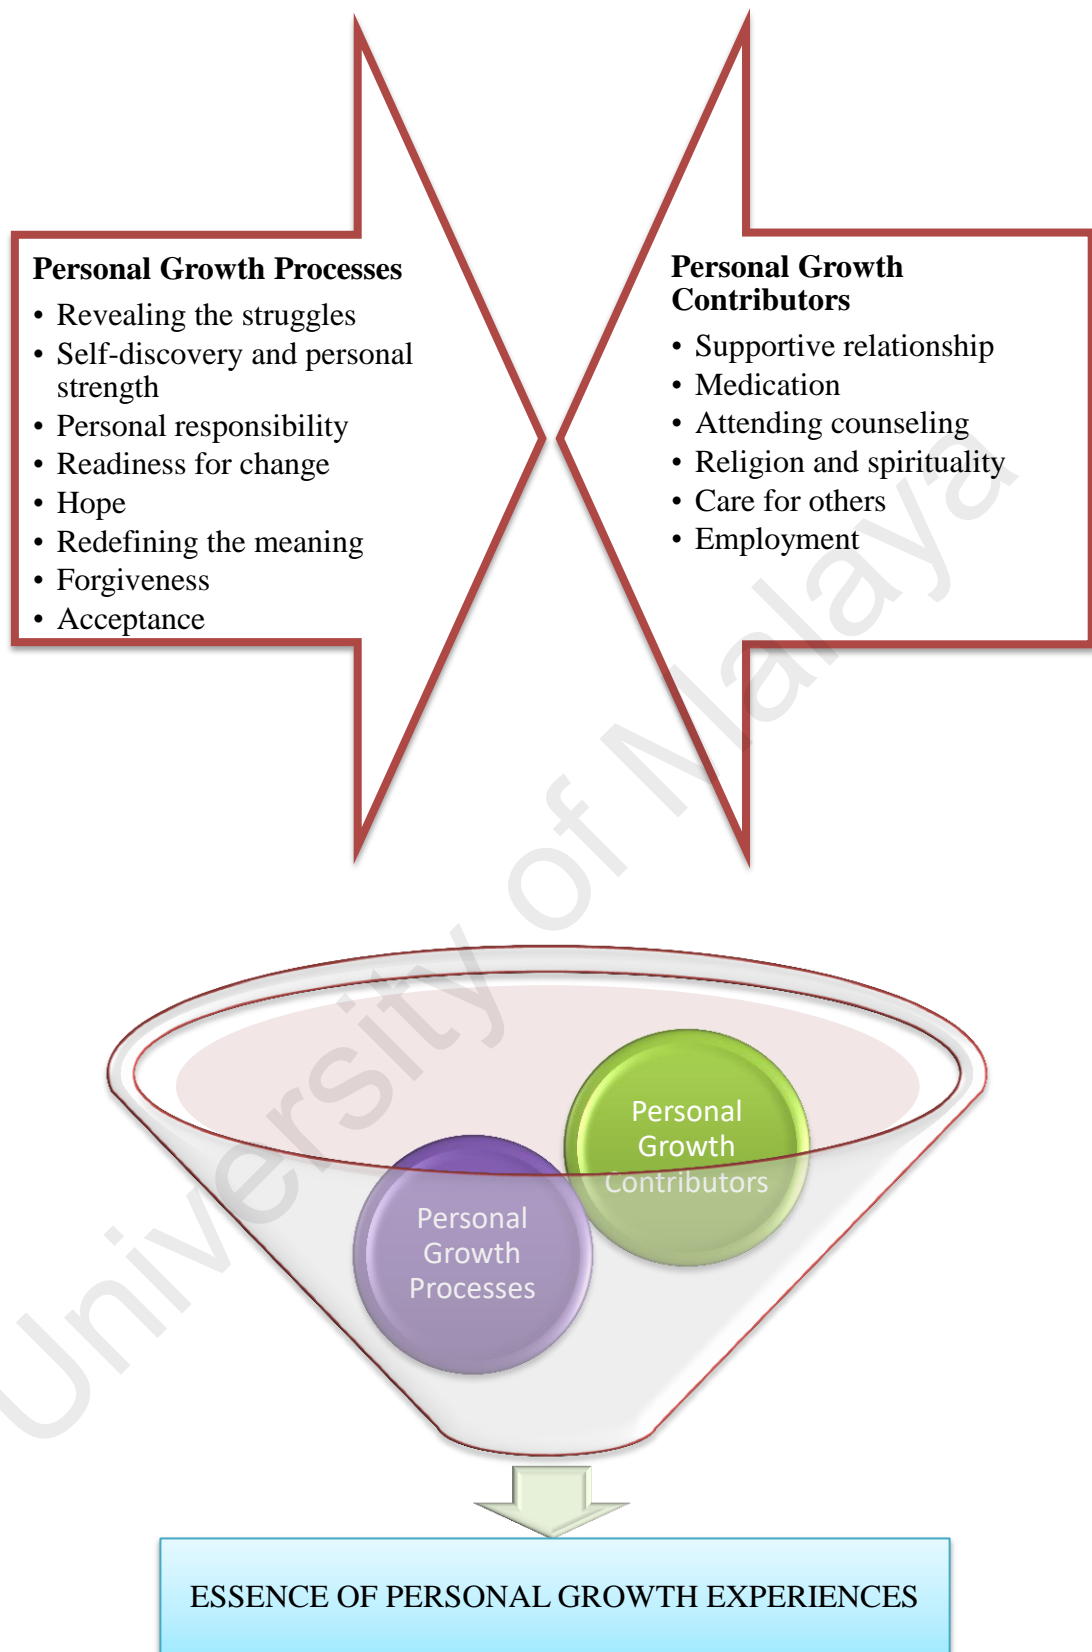 Personal Growth Processes
• Revealing the struggles
• Self-discovery and personal
strength
• Personal responsibility
• Readiness for change
• Hope
• Redefining the meaning
• Forgiveness
• Acceptance
Personal Growth
Contributors
• Supportive relationship
• Medication
• Attending counseling
• Religion and spirituality
• Care for others
• Employment
University of Malaya
Personal
Growth
Contributors
Personal
Growth
Processes
ESSENCE OF PERSONAL GROWTH EXPERIENCES